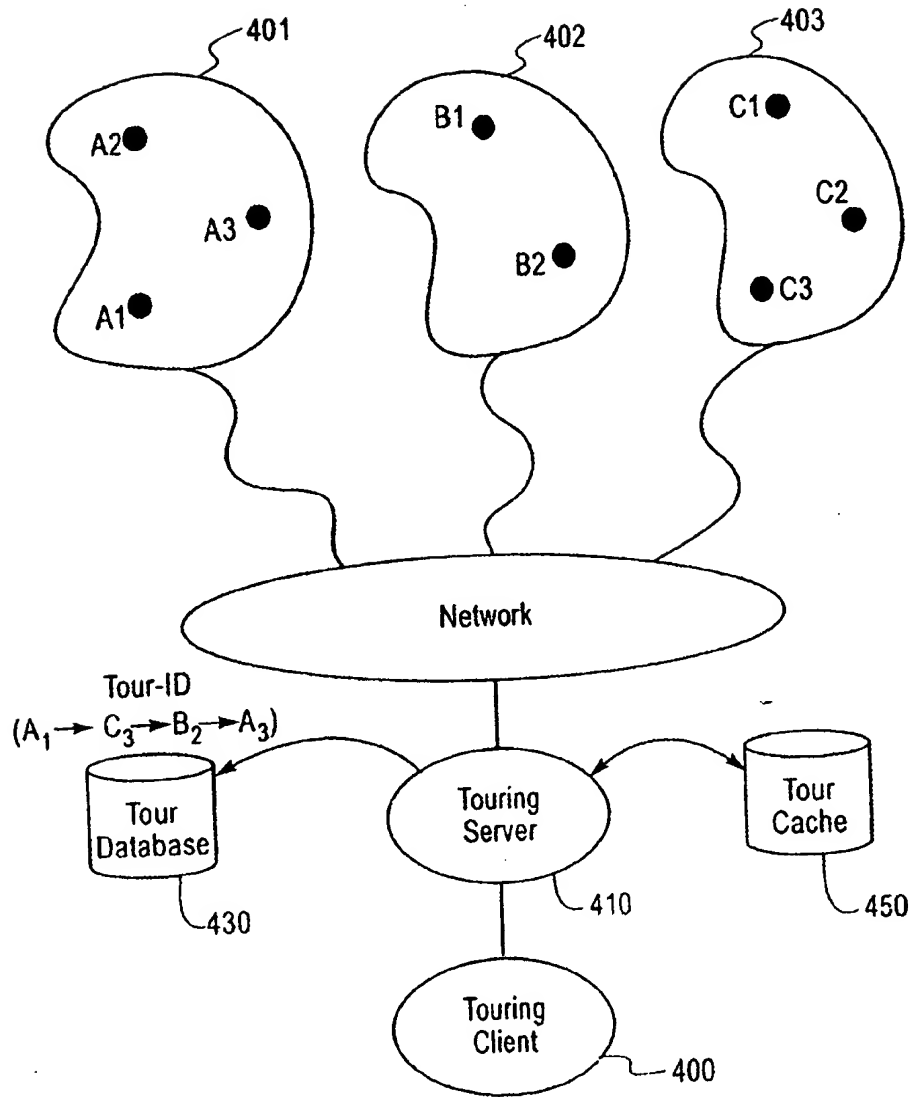 401
402
403
A2
A3
A1
B1
B2
C1
C2
C3
Network
Tour-ID
(A₁→ C₃→B₂→A₃)
Tour
Database
430
Touring
Server
410
Tour
Cache
450
Touring
Client
400